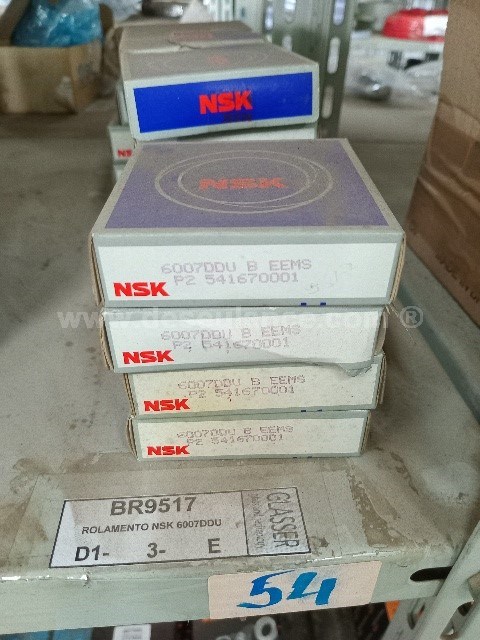 NSK
NSK
6007DDU B EEMS
P2 541670001
NSK
6007DDU B EEMS
P2 541670001
NSK
6007DDU B EEMS
P2 541670001
NSK
6007DDU B EEMS
P2 541670001
NSK
BR9517
ROLAMENTO NSK 6007DDU
D1- 3- E
GLASSER
54